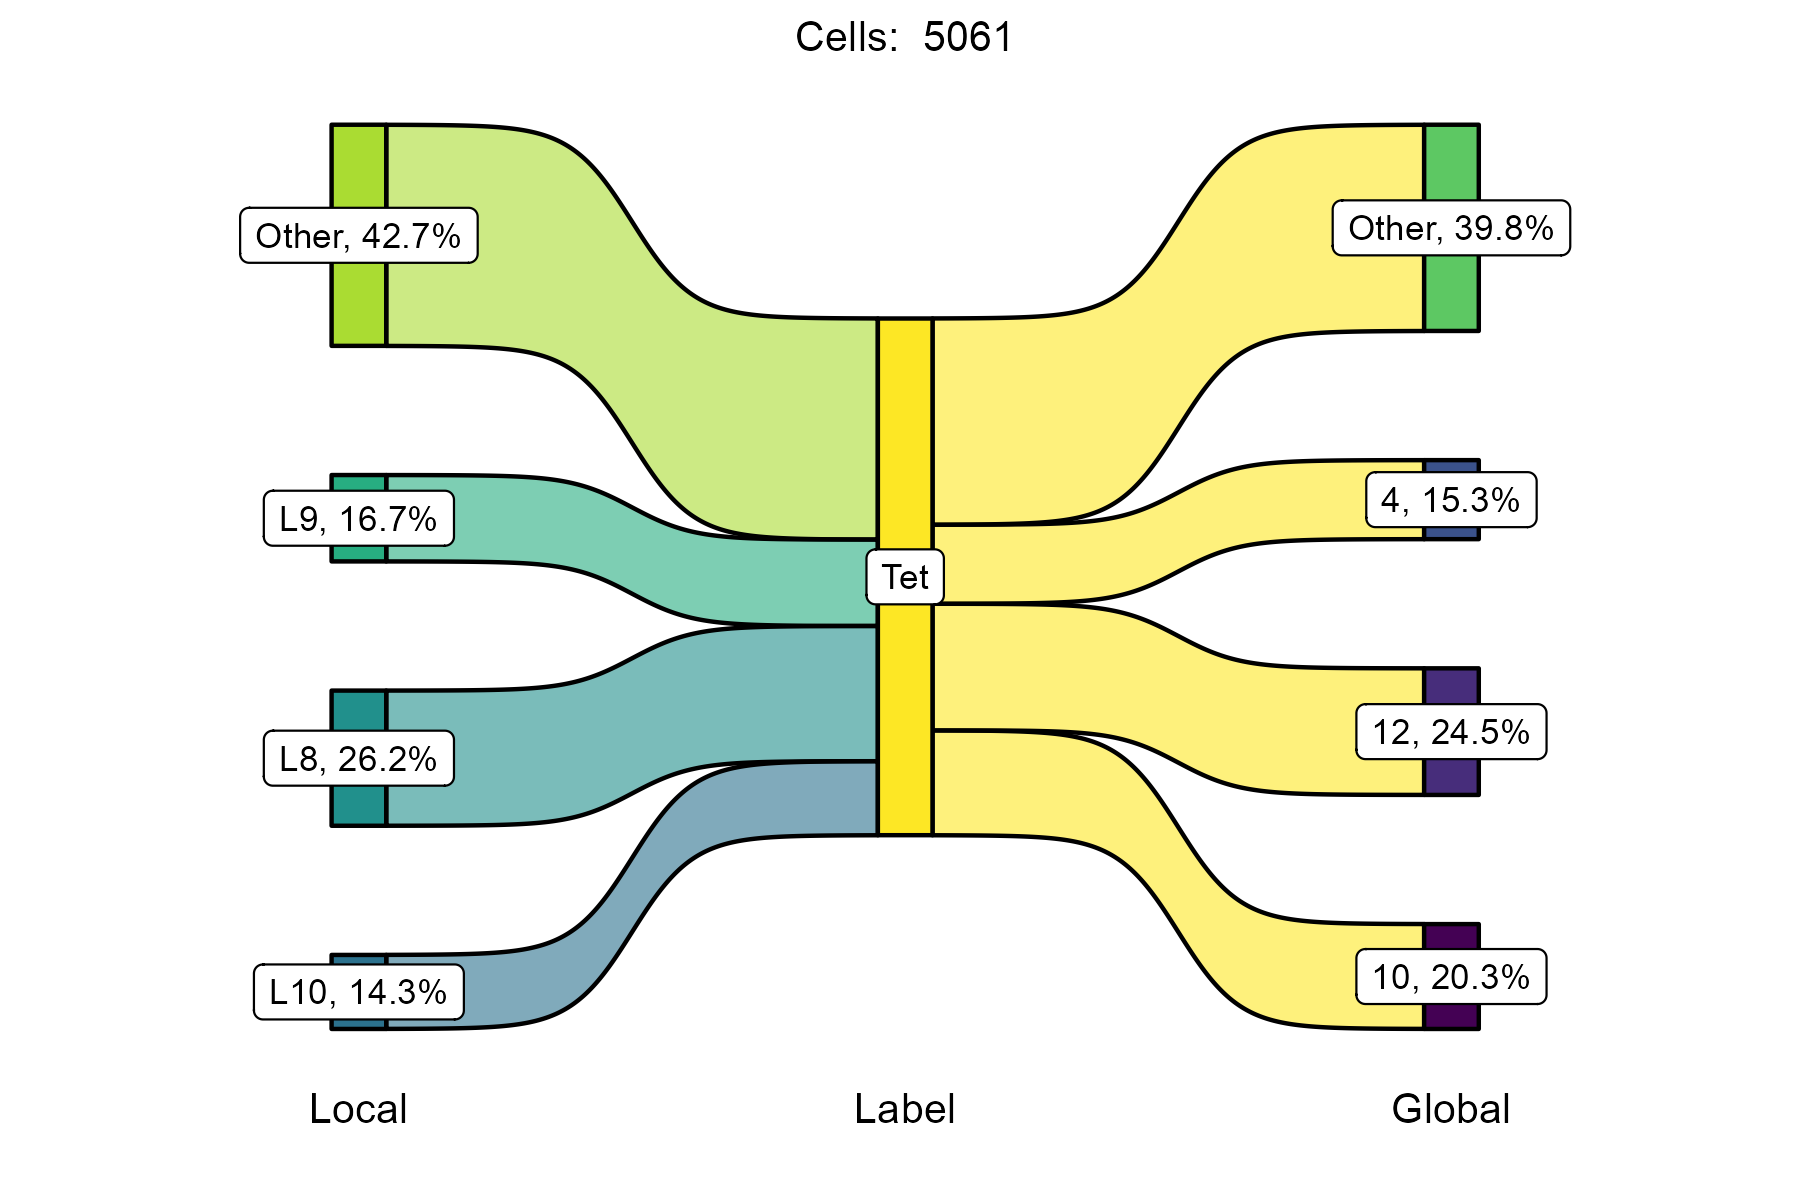 Cells:  5061
Other, 42.7%
L9, 16.7%
L8, 26.2%
L10, 14.3%
Tet
Other, 39.8%
4, 15.3%
12, 24.5%
10, 20.3%
Local
Label
Global